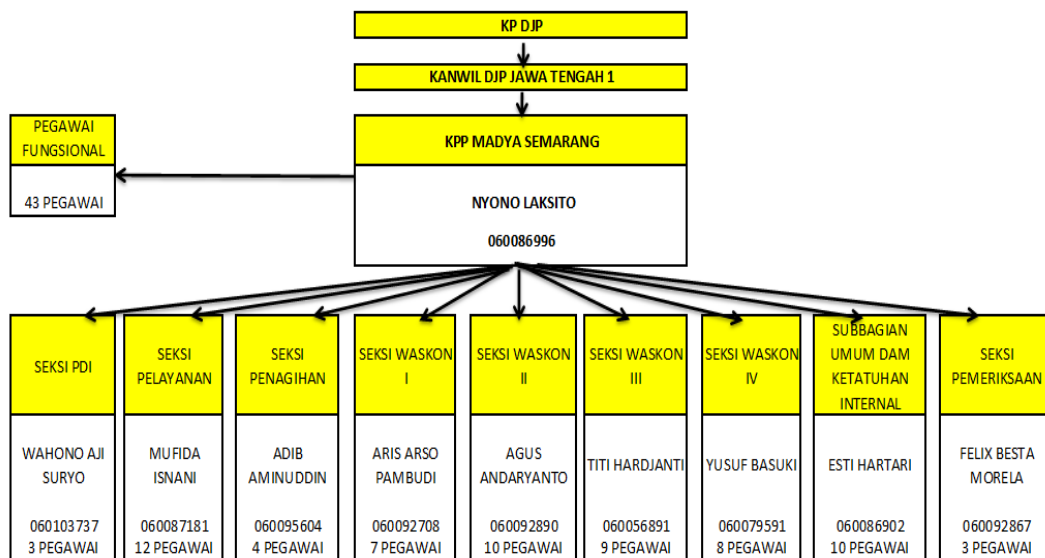 KP DJP
KANWIL DJP JAWA TENGAH 1
PEGAWAI
FUNGSIONAL
43 PEGAWAI
KPP MADYA SEMARANG
NYONO LAKSITO
060086996
SEKSI PDI
WAHONO AJI
SURYO
060103737
3 PEGAWAI
SEKSI
PELAYANAN
MUFIDA
ISNANI
060087181
12 PEGAWAI
SEKSI
PENAGIHAN
ADIB
AMINUDDIN
060095604
4 PEGAWAI
SEKSI WASKON
I
ARIS ARSO
PAMBUDI
060092708
7 PEGAWAI
SEKSI WASKON
II
AGUS
ANDARYANTO
060092890
10 PEGAWAI
SEKSI WASKON
III
TITI HARDJANTI
060056891
9 PEGAWAI
SEKSI WASKON
IV
YUSUF BASUKI
060079591
8 PEGAWAI
SUBBAGIAN
UMUM DAM
KETATUHAN
INTERNAL
ESTI HARTARI
060086902
10 PEGAWAI
SEKSI
PEMERIKSAAN
FELIX BESTA
MORELA
060092867
3 PEGAWAI